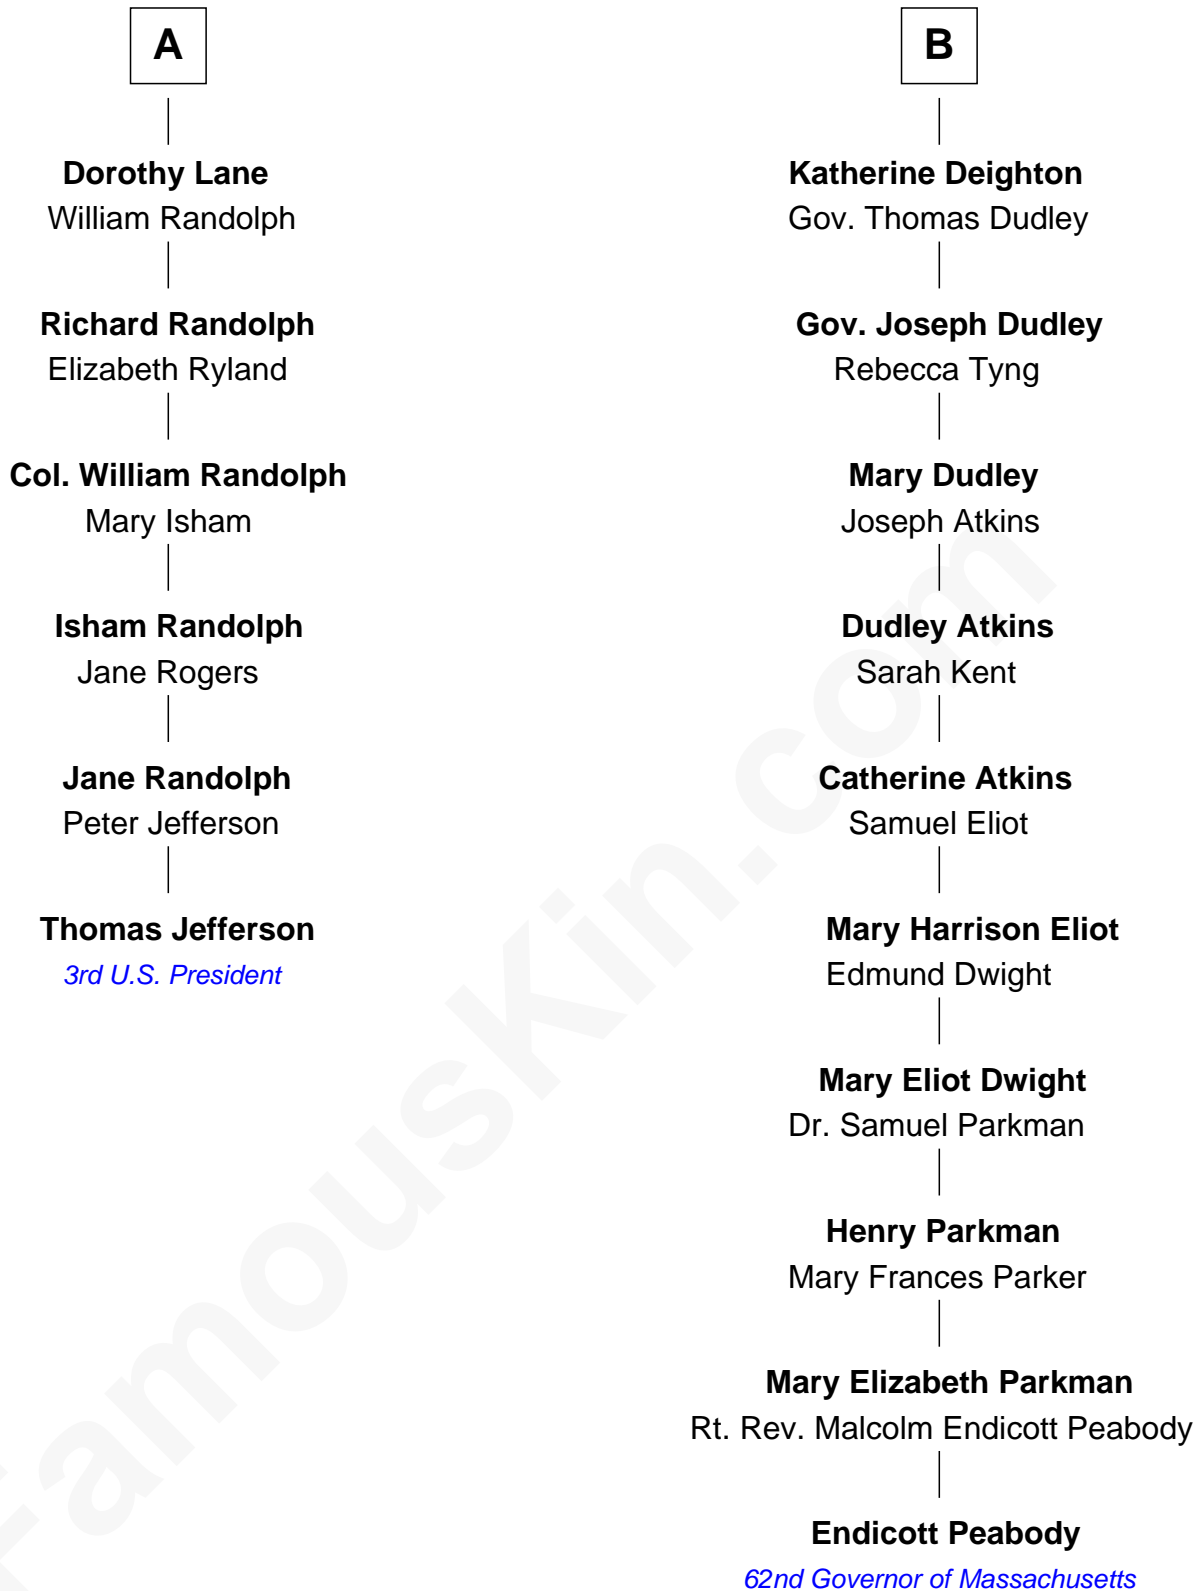 A
Dorothy Lane
William Randolph
Richard Randolph
Elizabeth Ryland
Col. William Randolph
Mary Isham
Isham Randolph
Jane Rogers
Jane Randolph
Peter Jefferson
Thomas Jefferson
3rd U.S. President
B
Katherine Deighton
Gov. Thomas Dudley
Gov. Joseph Dudley
Rebecca Tyng
Mary Dudley
Joseph Atkins
Dudley Atkins
Sarah Kent
Catherine Atkins
Samuel Eliot
Mary Harrison Eliot
Edmund Dwight
Mary Eliot Dwight
Dr. Samuel Parkman
Henry Parkman
Mary Frances Parker
Mary Elizabeth Parkman
Rt. Rev. Malcolm Endicott Peabody
Endicott Peabody
62nd Governor of Massachusetts
FamousKin.com